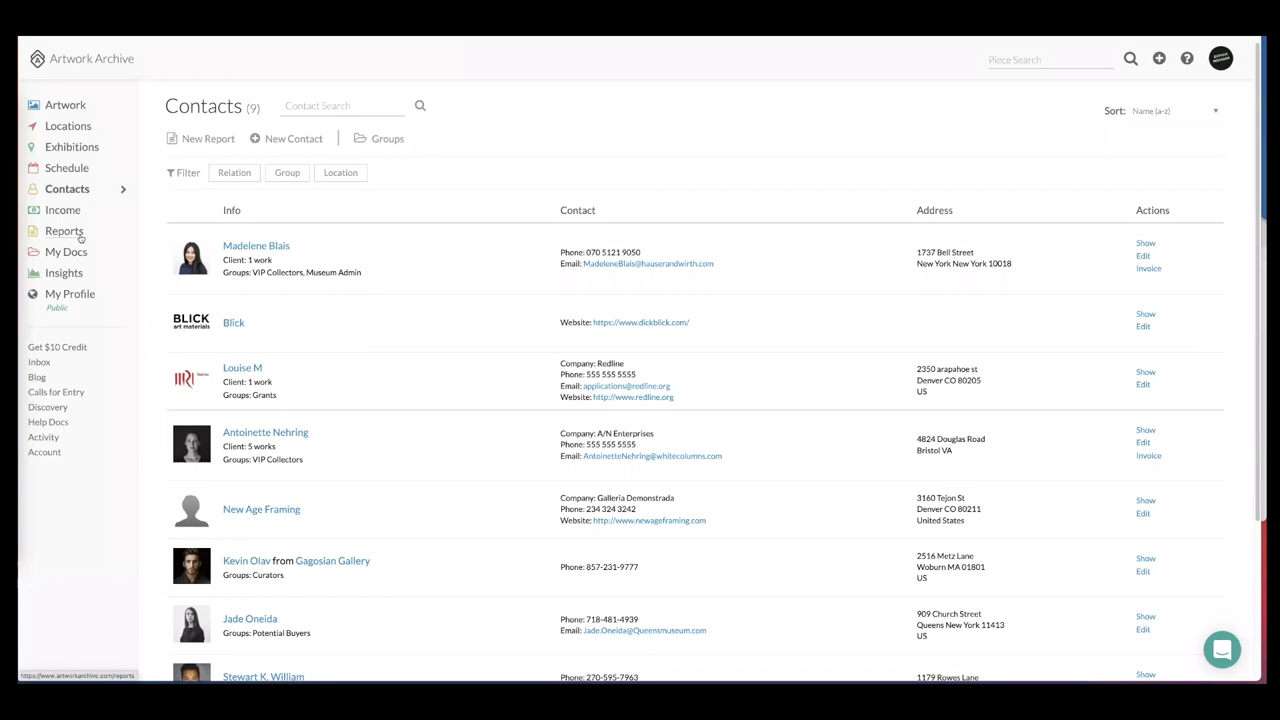 Artwork Archive
Piece Search
Artwork
Locations
Exhibitions
Schedule
Contacts
Income
Reports
My Docs
Insights
My Profile
Public
Get $10 Credit
Inbox
Blog
Calls for Entry
Discovery
Help Docs
Activity
Account
https://www.artworkarchive.com/reports
Contacts (9)
Contact Search
Sort: Name (a-z)
New Report
New Contact
Groups
Filter
Relation
Group
Location
Info
Contact
Address
Actions
Madelene Blais
Client: 1 work
Groups: VIP Collectors, Museum Admin
Phone: 070 5121 9050
Email: MadeleneBlais@hauserandwirth.com
1737 Bell Street
New York New York 10018
Show
Edit
Invoice
BLICK
art materials
Blick
Website: https://www.dickblick.com/
Show
Edit
Louise M
Client: 1 work
Groups: Grants
Company: Redline
Phone: 555 555 5555
Email: applications@redline.org
Website: http://www.redline.org
2350 arapahoe st
Denver CO 80205
US
Show
Edit
Antoinette Nehring
Client: 5 works
Groups: VIP Collectors
Company: A/N Enterprises
Phone: 555 555 5555
Email: AntoinetteNehring@whitecolumns.com
4824 Douglas Road
Bristol VA
Show
Edit
Invoice
New Age Framing
Company: Galleria Demonstrada
Phone: 234 324 3242
Website: http://www.newageframing.com
3160 Tejon St
Denver CO 80211
United States
Show
Edit
Kevin Olav from Gagosian Gallery
Groups: Curators
Phone: 857-231-9777
2516 Metz Lane
Woburn MA 01801
US
Show
Edit
Jade Oneida
Groups: Potential Buyers
Phone: 718-481-4939
Email: Jade.Oneida@Queensmuseum.com
909 Church Street
Queens New York 11413
US
Show
Edit
Stewart K. William
Phone: 270-595-7963
1179 Rowes Lane
Show